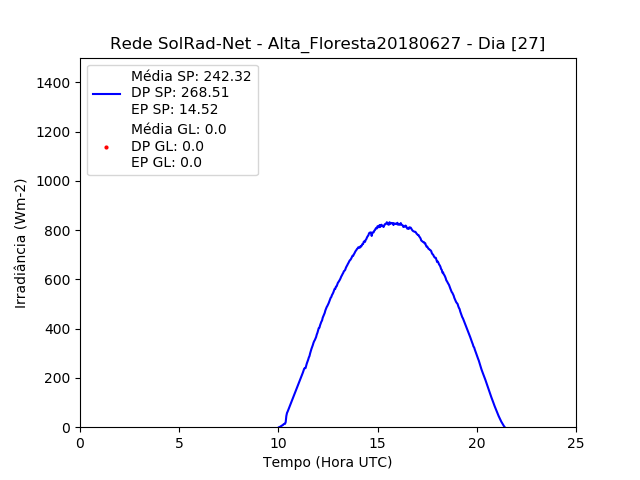 Rede SolRad-Net - Alta_Floresta20180627 - Dia [27]
Média SP: 242.32
DP SP: 268.51
EP SP: 14.52
Média GL: 0.0
DP GL: 0.0
EP GL: 0.0
1400
1200
1000
800
600
400
200
0
Irradiância (Wm-2)
0 5 10 15 20 25
Tempo (Hora UTC)